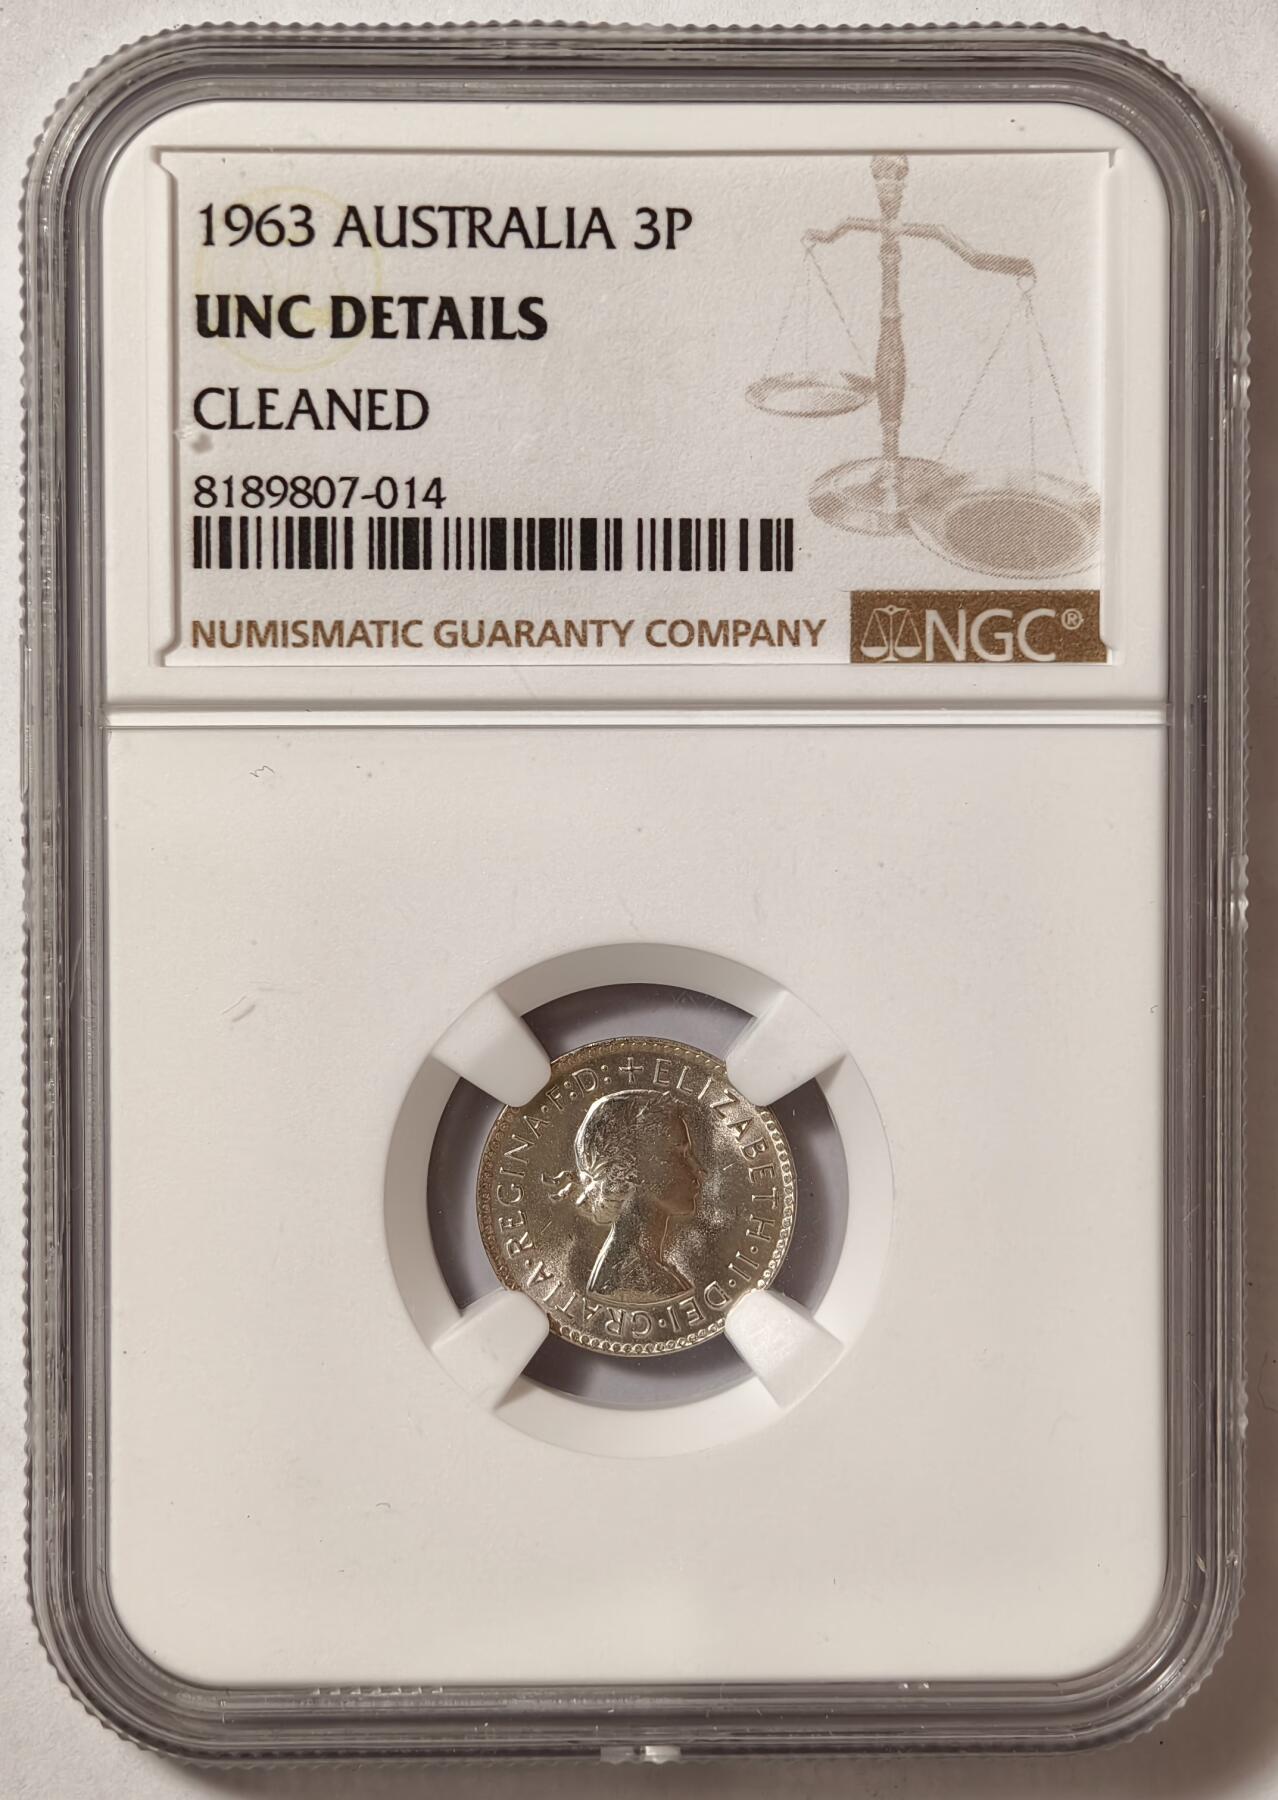 1963 AUSTRALIA 3P
UNC DETAILS
CLEANED
8189807-014
NUMISMATIC GUARANTY COMPANY NGC®
+ ELIZABETH·II·DEI·GRATIA·REGINA·F:D: